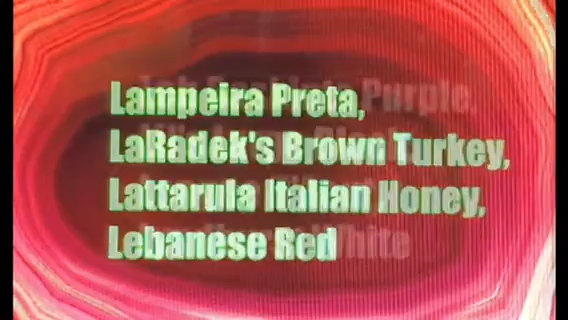 Lampeira Preta,
LaRadek's Brown Turkey,
Lattarula Italian Honey,
Lebanese Red